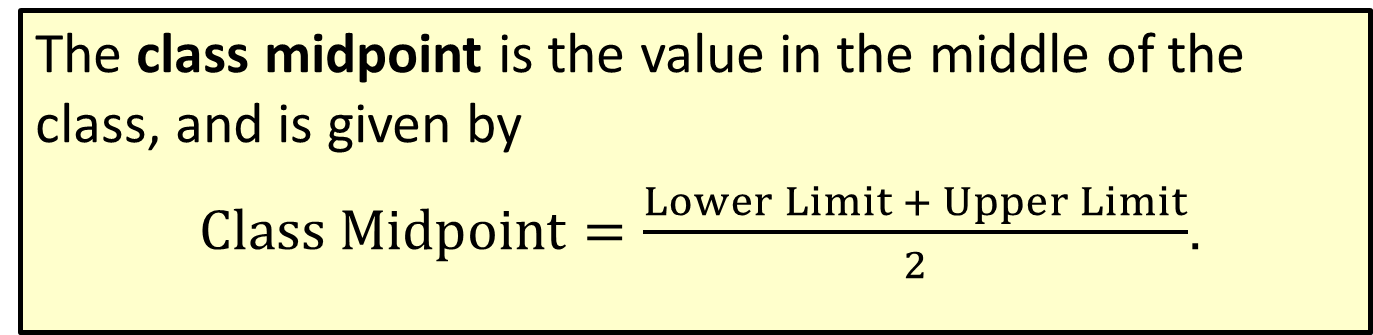 The class midpoint is the value in the middle of the
class, and is given by
Class Midpoint = (Lower Limit + Upper Limit) / 2.